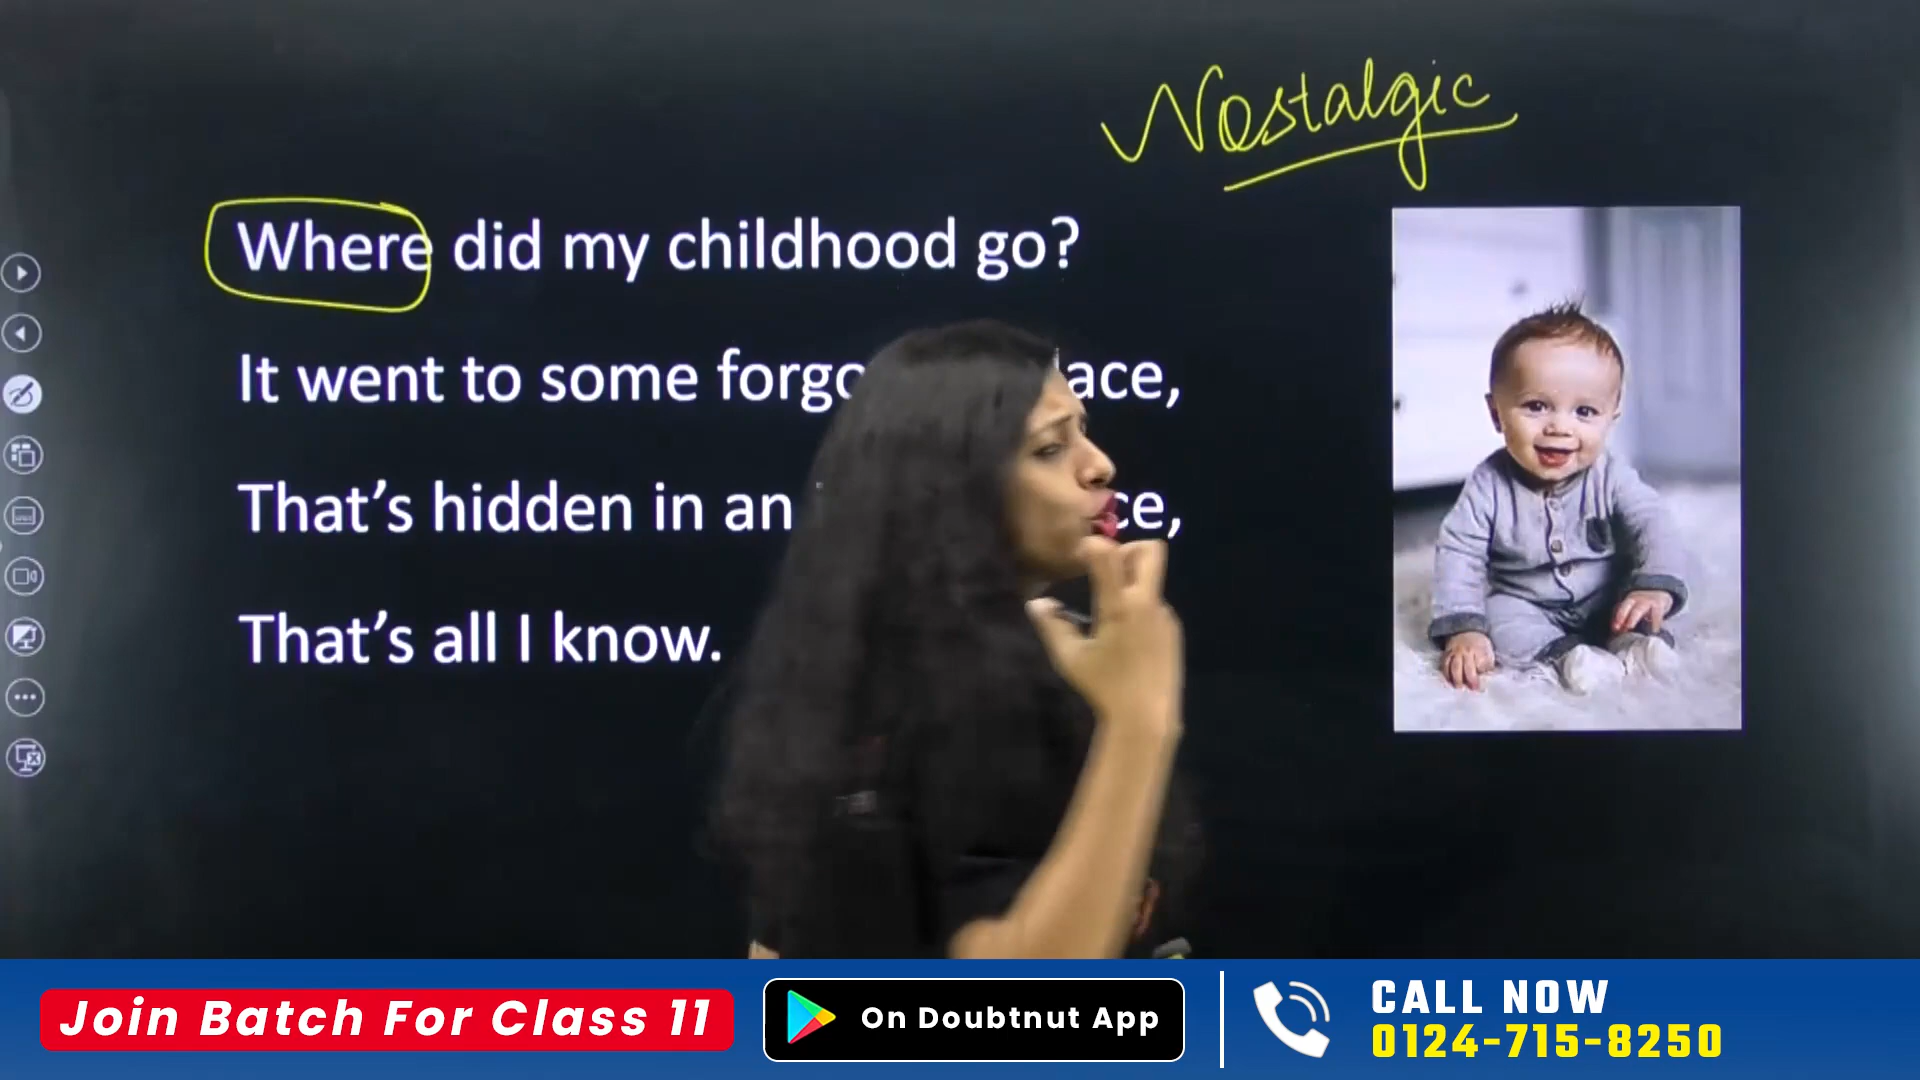 Nostalgic
Where did my childhood go?
It went to some ace,
That's hidden in an ce,
That's all I know.
Join Batch For Class 11
On Doubtnut App
CALL NOW
0124-715-8250